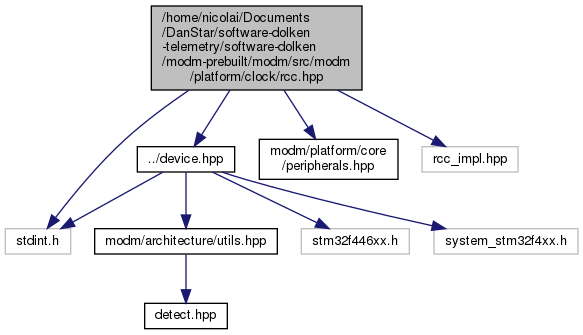 /home/nicolai/Documents
/DanStar/software-dolken
-telemetry/software-dolken
/modm-prebuilt/modm/src/modm
/platform/clock/rcc.hpp
../device.hpp
modm/platform/core
/peripherals.hpp
rcc_impl.hpp
stdint.h
modm/architecture/utils.hpp
stm32f446xx.h
system_stm32f4xx.h
detect.hpp